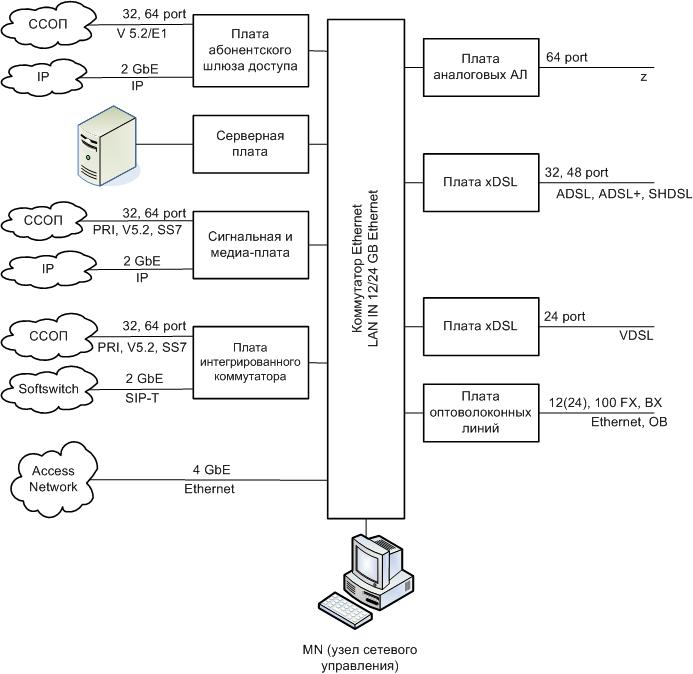 ССОП
32, 64 port
V 5.2/E1
IP
2 GbE
IP
Плата
абонентского
шлюза доступа
Серверная
плата
ССОП
32, 64 port
PRI, V5.2, SS7
IP
2 GbE
IP
Сигнальная и
медиа-плата
ССОП
32, 64 port
PRI, V5.2, SS7
Softswitch
2 GbE
SIP-T
Плата
интегрированного
коммутатора
Access
Network
4 GbE
Ethernet
Коммутатор Ethernet
LAN IN 12/24 GB Ethernet
Плата
аналоговых АЛ
64 port
z
Плата xDSL
32, 48 port
ADSL, ADSL+, SHDSL
Плата xDSL
24 port
VDSL
Плата
оптоволоконных
линий
12(24), 100 FX, BX
Ethernet, ОВ
MN (узел сетевого
управления)